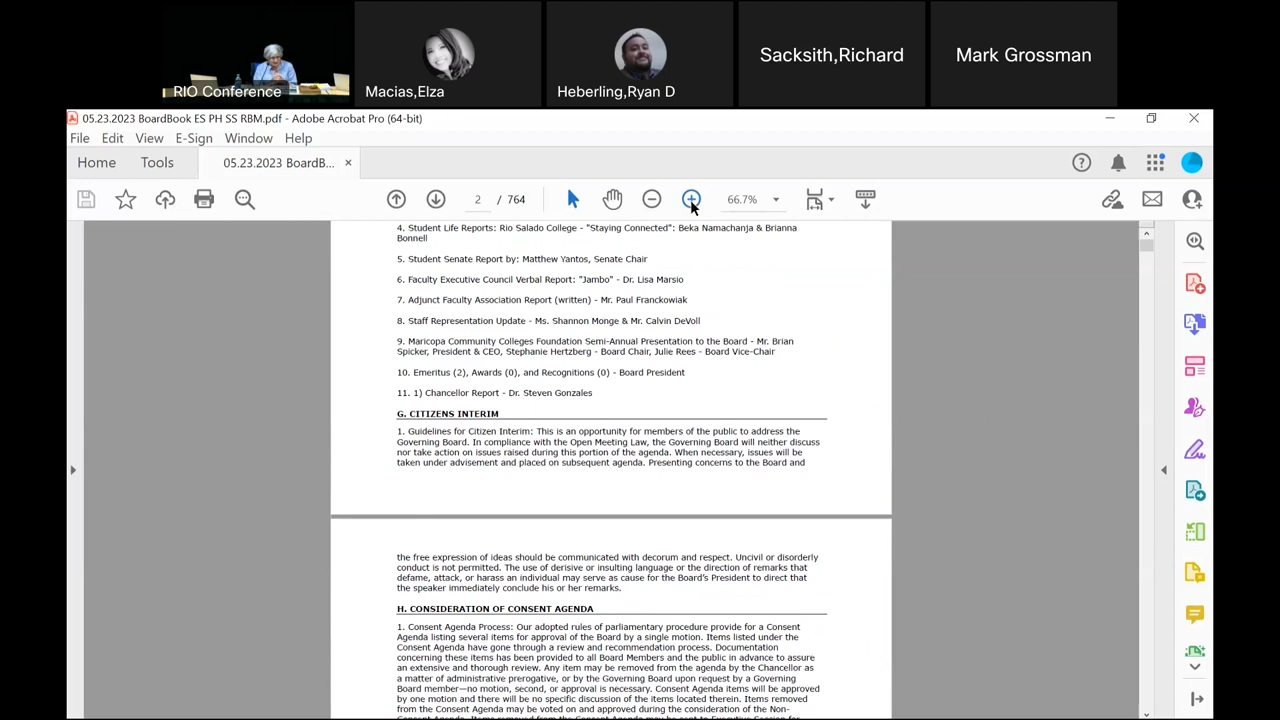 RIO Conference
Macias,Elza
Heberling,Ryan D
Sacksith,Richard
Mark Grossman
05.23.2023 BoardBook ES PH SS RBM.pdf - Adobe Acrobat Pro (64-bit)
File Edit View E-Sign Window Help
Home Tools 05.23.2023 BoardB... ×
2 / 764 66.7%
4. Student Life Reports: Rio Salado College - "Staying Connected": Beka Namachanja & Brianna
Bonnell
5. Student Senate Report by: Matthew Yantos, Senate Chair
6. Faculty Executive Council Verbal Report: "Jambo" - Dr. Lisa Marsio
7. Adjunct Faculty Association Report (written) - Mr. Paul Franckowiak
8. Staff Representation Update - Ms. Shannon Monge & Mr. Calvin DeVoll
9. Maricopa Community Colleges Foundation Semi-Annual Presentation to the Board - Mr. Brian
Spicker, President & CEO, Stephanie Hertzberg - Board Chair, Julie Rees - Board Vice-Chair
10. Emeritus (2), Awards (0), and Recognitions (0) - Board President
11. 1) Chancellor Report - Dr. Steven Gonzales
G. CITIZENS INTERIM
1. Guidelines for Citizen Interim: This is an opportunity for members of the public to address the
Governing Board. In compliance with the Open Meeting Law, the Governing Board will neither discuss
nor take action on issues raised during this portion of the agenda. When necessary, issues will be
taken under advisement and placed on subsequent agenda. Presenting concerns to the Board and
the free expression of ideas should be communicated with decorum and respect. Uncivil or disorderly
conduct is not permitted. The use of derisive or insulting language or the direction of remarks that
defame, attack, or harass an individual may serve as cause for the Board's President to direct that
the speaker immediately conclude his or her remarks.
H. CONSIDERATION OF CONSENT AGENDA
1. Consent Agenda Process: Our adopted rules of parliamentary procedure provide for a Consent
Agenda listing several items for approval of the Board by a single motion. Items listed under the
Consent Agenda have gone through a review and recommendation process. Documentation
concerning these items has been provided to all Board Members and the public in advance to assure
an extensive and thorough review. Any item may be removed from the agenda by the Chancellor as
a matter of administrative prerogative, or by the Governing Board upon request by a Governing
Board member—no motion, second, or approval is necessary. Consent Agenda items will be approved
by one motion and there will be no specific discussion of the items located therein. Items removed
from the Consent Agenda may be voted on and approved during the consideration of the Non-
Consent Agenda. Items removed from the Consent Agenda may be sent to Executive Session for